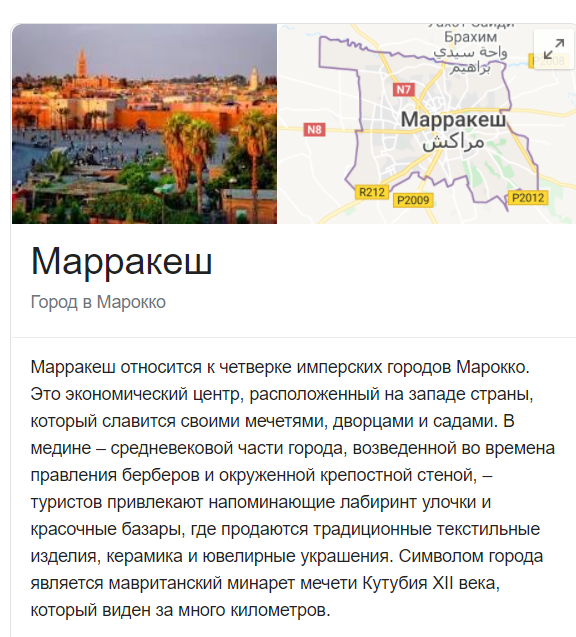 Брахим
واحة سيدي
براهيم
N7
N8
Марракеш
مراكش
R212
P2009
P2012
Марракеш
Город в Марокко
Марракеш относится к четверке имперских городов Марокко.
Это экономический центр, расположенный на западе страны,
который славится своими мечетями, дворцами и садами. В
медине – средневековой части города, возведенной во времена
правления берберов и окруженной крепостной стеной, –
туристов привлекают напоминающие лабиринт улочки и
красочные базары, где продаются традиционные текстильные
изделия, керамика и ювелирные украшения. Символом города
является мавританский минарет мечети Кутубия XII века,
который виден за много километров.